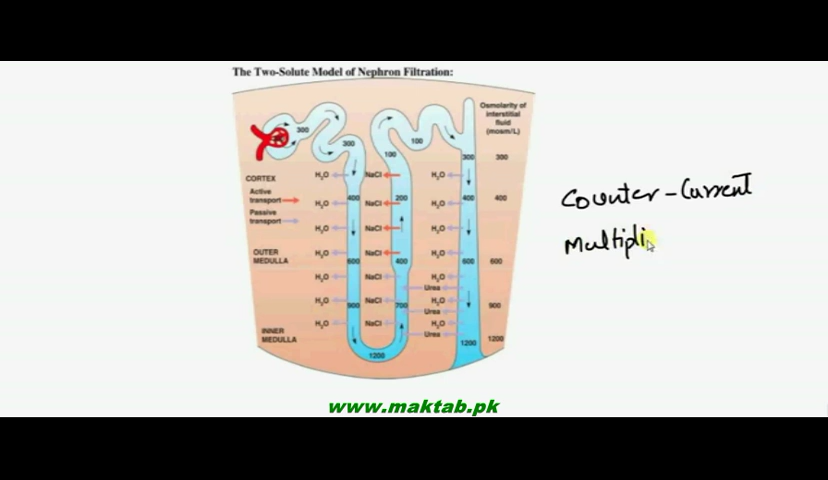 The Two-Solute Model of Nephron Filtration:
Osmolarity of
interstitial
fluid
(mosm/L)
300
300
100
100
300
300
CORTEX
H₂O
NaCl
H₂O
Active
transport
400
200
400
400
H₂O
NaCl
H₂O
Passive
transport
H₂O
NaCl
H₂O
OUTER
MEDULLA
H₂O
NaCl
H₂O
600
400
600
600
H₂O
NaCl
H₂O
Urea
H₂O
900
NaCl
700
H₂O
900
Urea
INNER
MEDULLA
H₂O
NaCl
H₂O
Urea
1200
1200
1200
Counter-Current
Multipli
www.maktab.pk